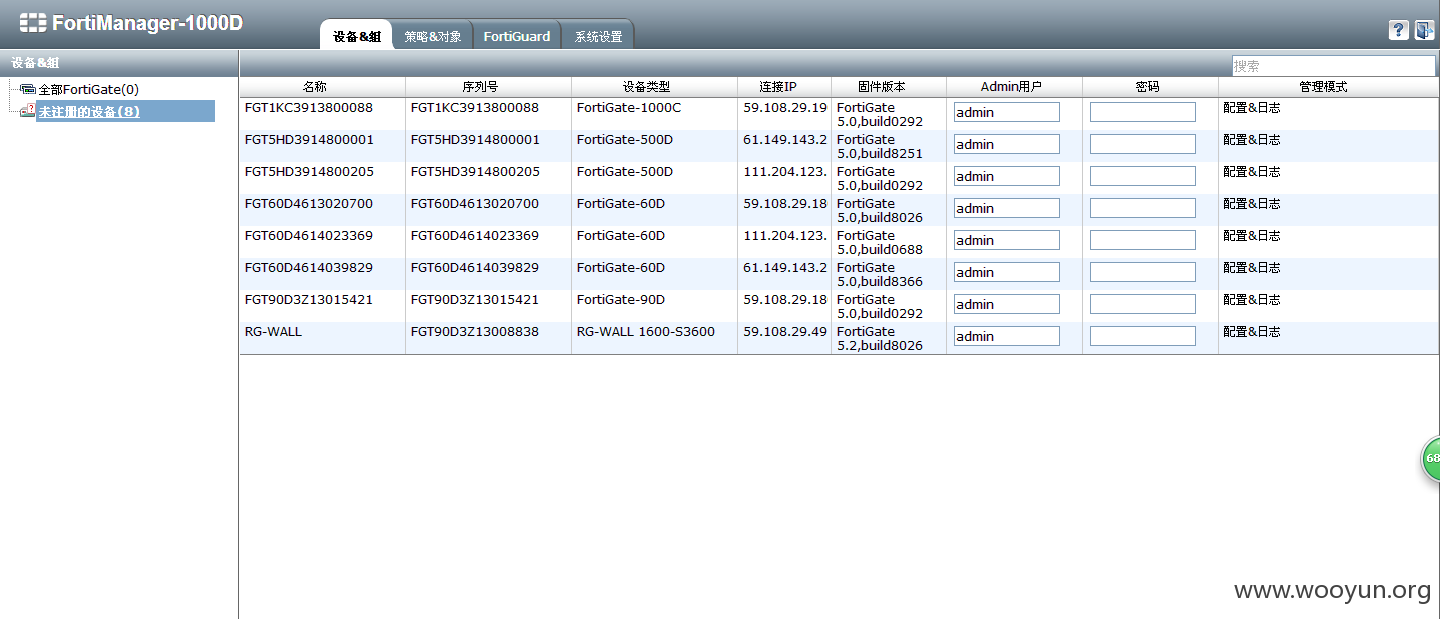 FortiManager-1000D
设备&组 策略&对象 FortiGuard 系统设置
设备&组
搜索
全部FortiGate(0)
未注册的设备(8)
名称 序列号 设备类型 连接IP 固件版本 Admin用户 密码 管理模式
FGT1KC3913800088 FGT1KC3913800088 FortiGate-1000C 59.108.29.19 FortiGate 5.0,build0292 admin 配置&日志
FGT5HD3914800001 FGT5HD3914800001 FortiGate-500D 61.149.143.2 FortiGate 5.0,build8251 admin 配置&日志
FGT5HD3914800205 FGT5HD3914800205 FortiGate-500D 111.204.123. FortiGate 5.0,build0292 admin 配置&日志
FGT60D4613020700 FGT60D4613020700 FortiGate-60D 59.108.29.18 FortiGate 5.0,build8026 admin 配置&日志
FGT60D4614023369 FGT60D4614023369 FortiGate-60D 111.204.123. FortiGate 5.0,build0688 admin 配置&日志
FGT60D4614039829 FGT60D4614039829 FortiGate-60D 61.149.143.2 FortiGate 5.0,build8366 admin 配置&日志
FGT90D3Z13015421 FGT90D3Z13015421 FortiGate-90D 59.108.29.18 FortiGate 5.0,build0292 admin 配置&日志
RG-WALL FGT90D3Z13008838 RG-WALL 1600-S3600 59.108.29.49 FortiGate 5.2,build8026 admin 配置&日志
68
www.wooyun.org